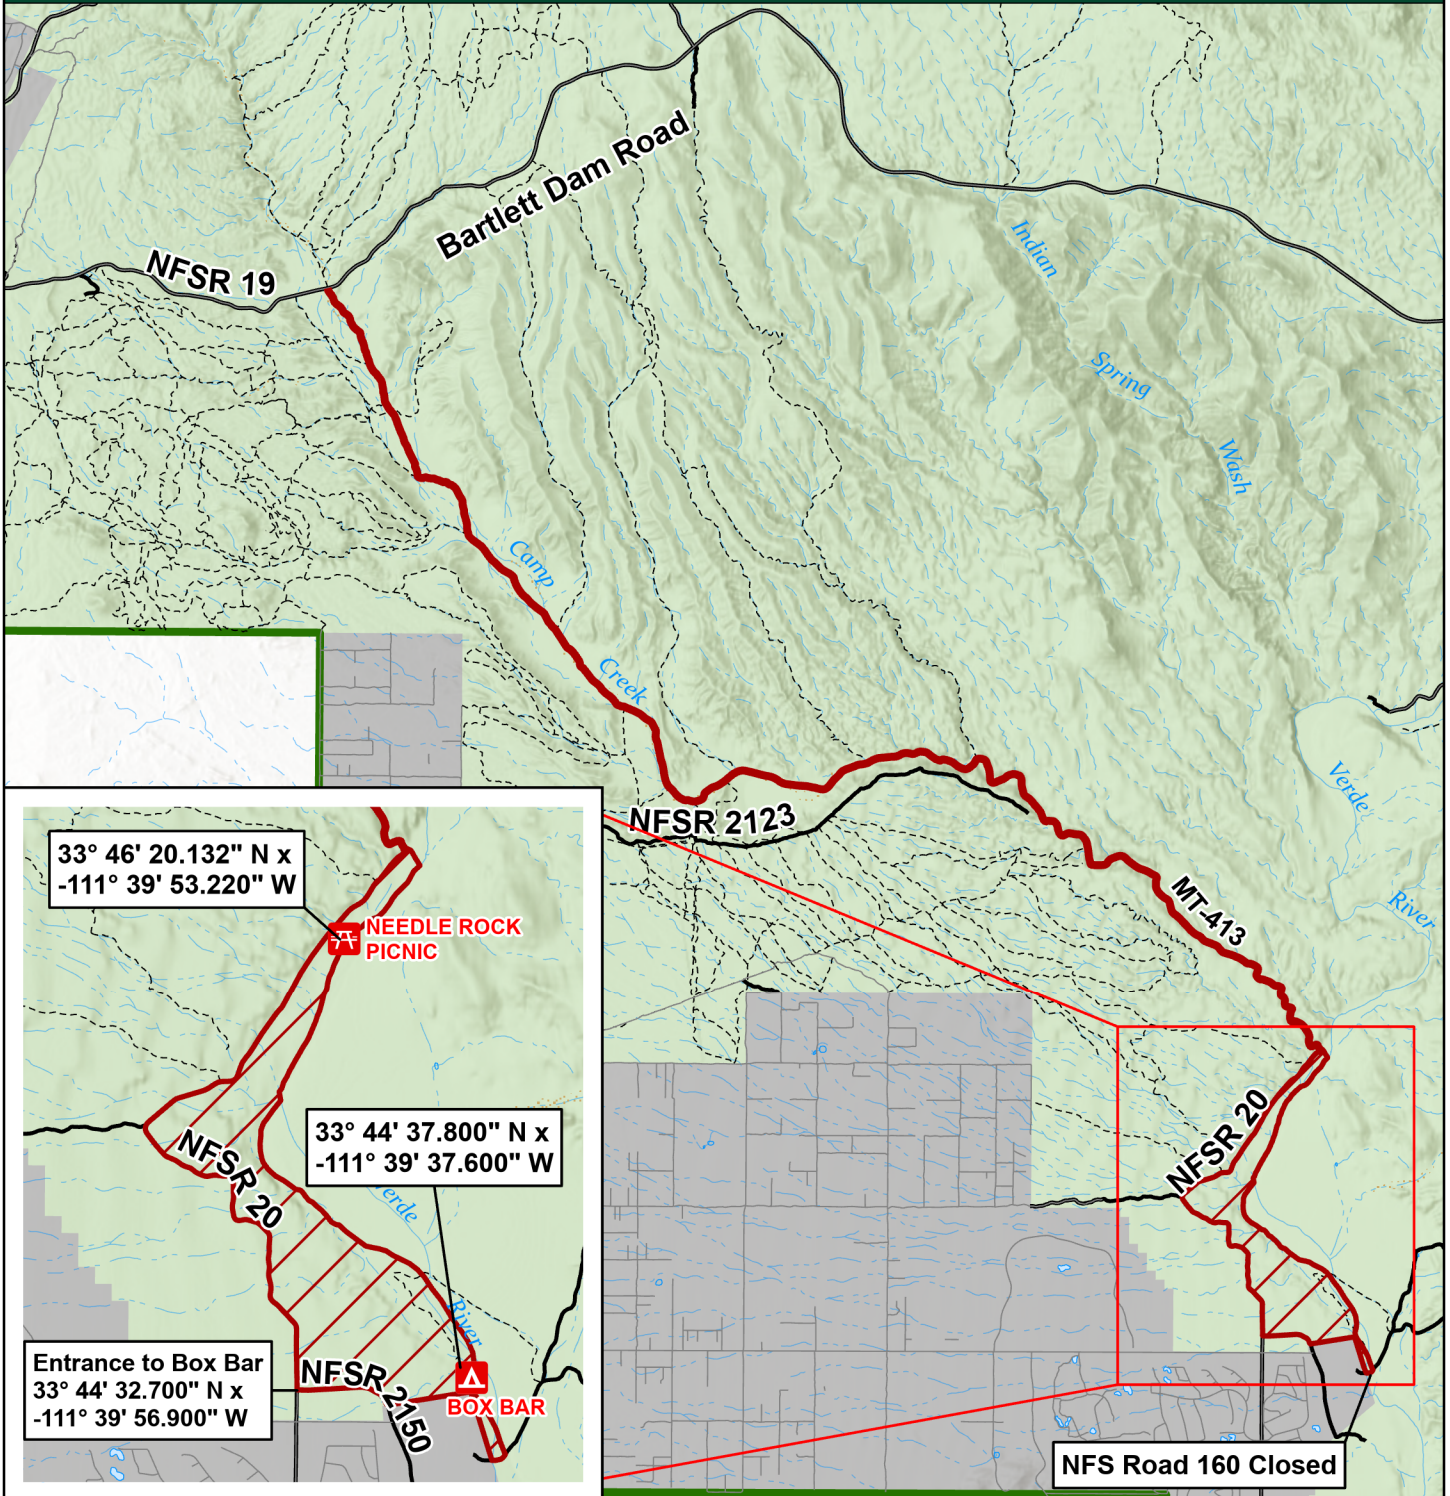 Bartlett Dam Road
NFSR 19
Indian
Spring
Wash
Camp
Creek
NFSR 2123
Verde
River
MT-413
NFSR 20
33° 46' 20.132" N x
-111° 39' 53.220" W
NEEDLE ROCK
PICNIC
33° 44' 37.800" N x
-111° 39' 37.600" W
NFSR 20
erde
River
Entrance to Box Bar
33° 44' 32.700" N x
-111° 39' 56.900" W
NFSR 2150
BOX BAR
NFS Road 160 Closed